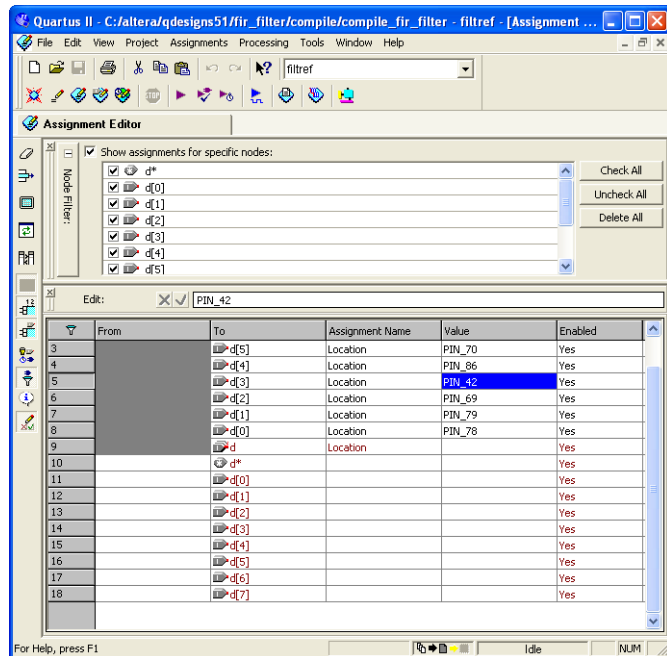 Quartus II - C:/altera/qdesigns51/fir_filter/compile/compile_fir_filter - filtref - [Assignment ...
File Edit View Project Assignments Processing Tools Window Help
filtref
STOP
Assignment Editor
Node Filter:
Show assignments for specific nodes:
d*
d[0]
d[1]
d[2]
d[3]
d[4]
d[5]
Check All
Uncheck All
Delete All
Edit: PIN_42
From To Assignment Name Value Enabled
3 d[5] Location PIN_70 Yes
4 d[4] Location PIN_86 Yes
5 d[3] Location PIN_42 Yes
6 d[2] Location PIN_69 Yes
7 d[1] Location PIN_79 Yes
8 d[0] Location PIN_78 Yes
9 d Location Yes
10 d* Yes
11 d[0] Yes
12 d[1] Yes
13 d[2] Yes
14 d[3] Yes
15 d[4] Yes
16 d[5] Yes
17 d[6] Yes
18 d[7] Yes
For Help, press F1 Idle NUM